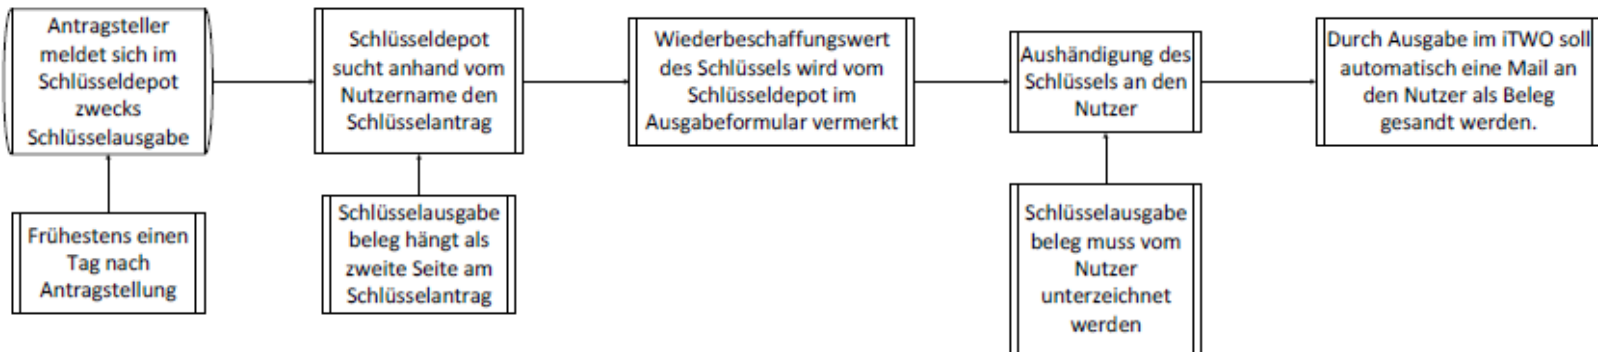 Antragsteller
meldet sich im
Schlüsseldepot
zwecks
Schlüsselausgabe
Schlüsseldepot
sucht anhand vom
Nutzername den
Schlüsselantrag
Wiederbeschaffungswert
des Schlüssels wird vom
Schlüsseldepot im
Ausgabeformular vermerkt
Aushändigung des
Schlüssels an den
Nutzer
Durch Ausgabe im iTWO soll
automatisch eine Mail an
den Nutzer als Beleg
gesandt werden.
Frühestens einen
Tag nach
Antragstellung
Schlüsselausgabe
beleg hängt als
zweite Seite am
Schlüsselantrag
Schlüsselausgabe
beleg muss vom
Nutzer
unterzeichnet
werden